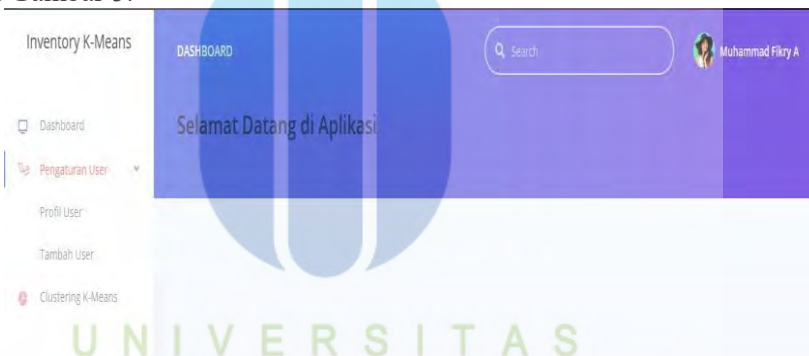 Inventory K-Means
DASHBOARD
Search
Muhammad Fikry A
Selamat Datang di Aplikasi
Dashboard
Pengaturan User
Profil User
Tambah User
Clustering K-Means
UNIVERSITAS